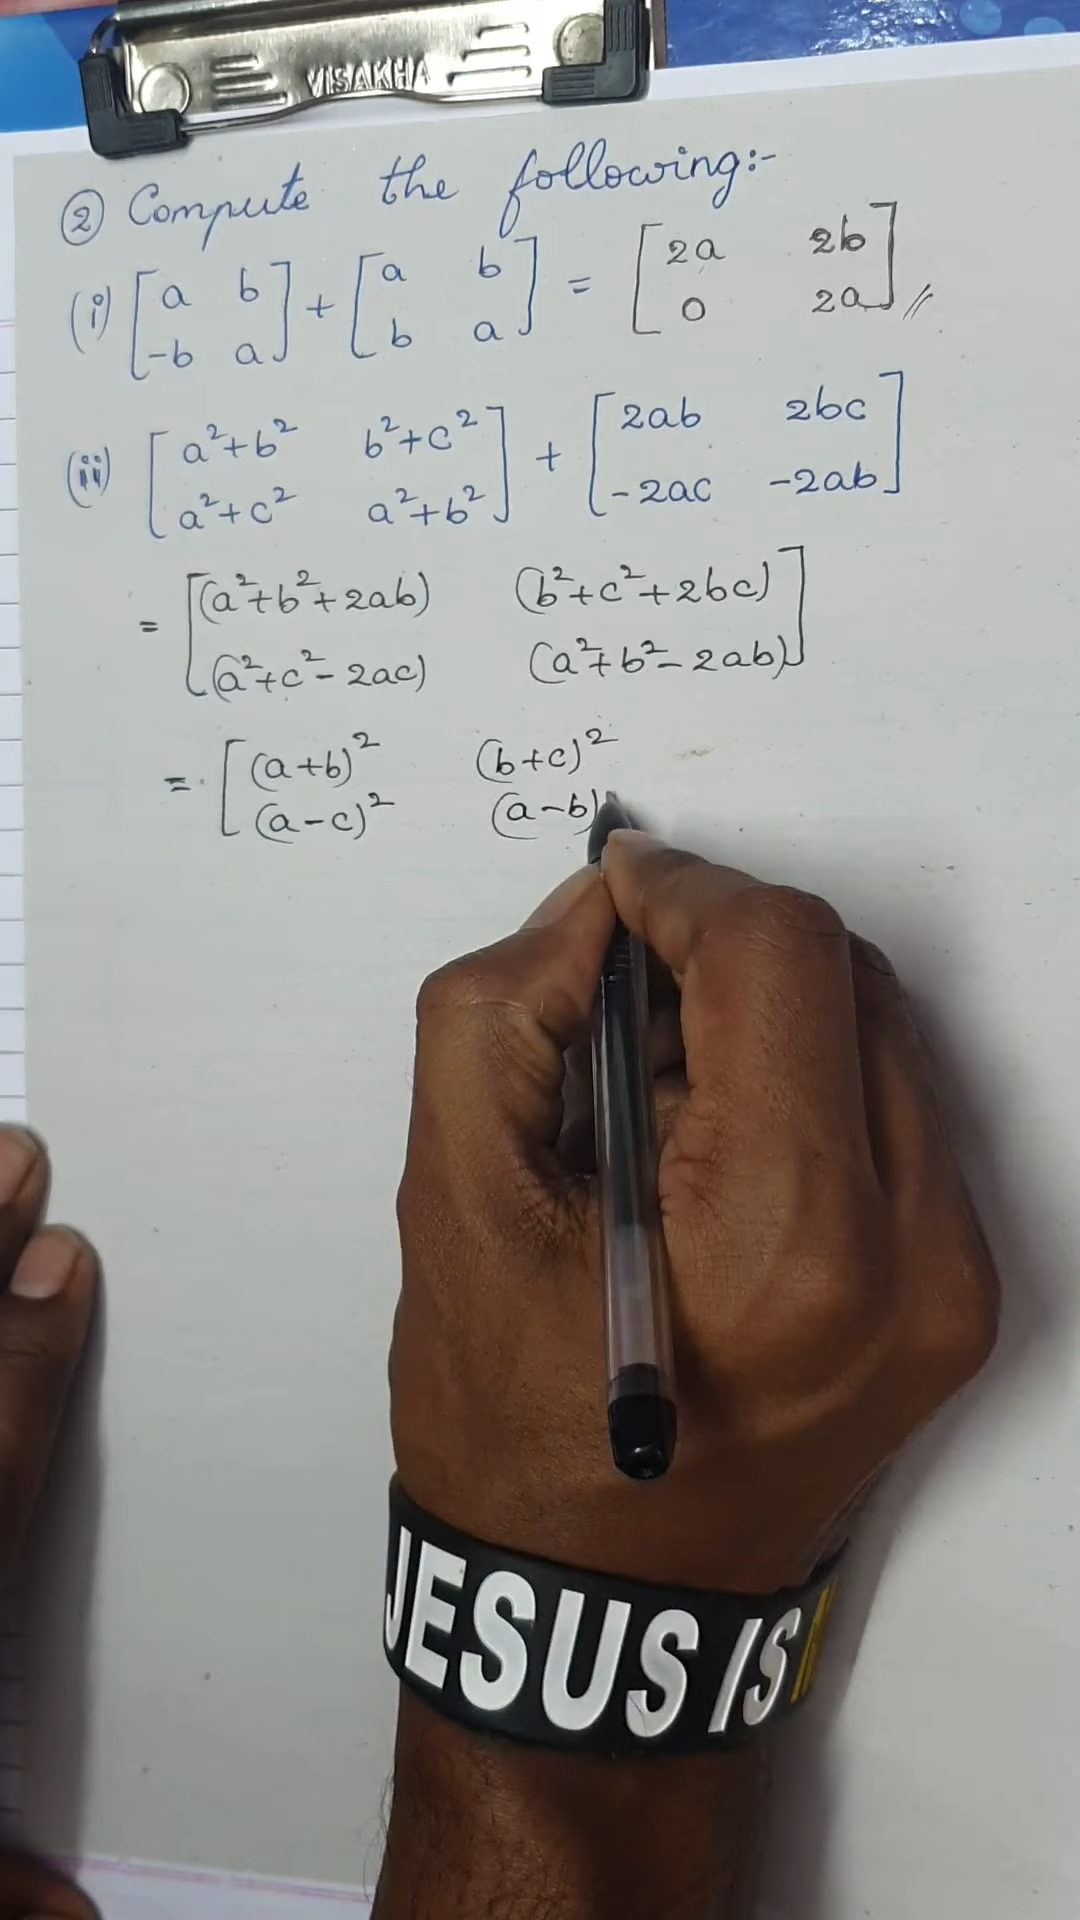 VISAKHA
② Compute the following:-
(i) [a b -b a] + [a b b a] = [2a 2b 0 2a] //
(ii) [a²+b² b²+c² a²+c² a²+b²] + [2ab 2bc -2ac -2ab]
= [(a²+b²+2ab) (b²+c²+2bc)
(a²+c²-2ac) (a²+b²-2ab)]
= [(a+b)² (b+c)²
(a-c)² (a-b)
JESUS IS